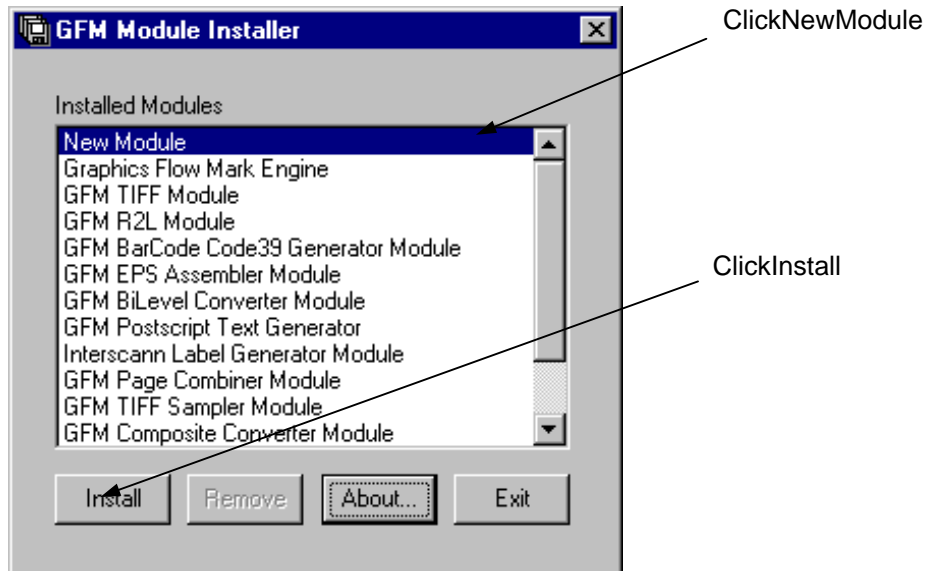 GFM Module Installer
ClickNewModule
Installed Modules
New Module
Graphics Flow Mark Engine
GFM TIFF Module
GFM R2L Module
GFM BarCode Code39 Generator Module
GFM EPS Assembler Module
GFM BiLevel Converter Module
GFM Postscript Text Generator
Interscann Label Generator Module
GFM Page Combiner Module
GFM TIFF Sampler Module
GFM Composite Converter Module
ClickInstall
Install
Remove
About...
Exit